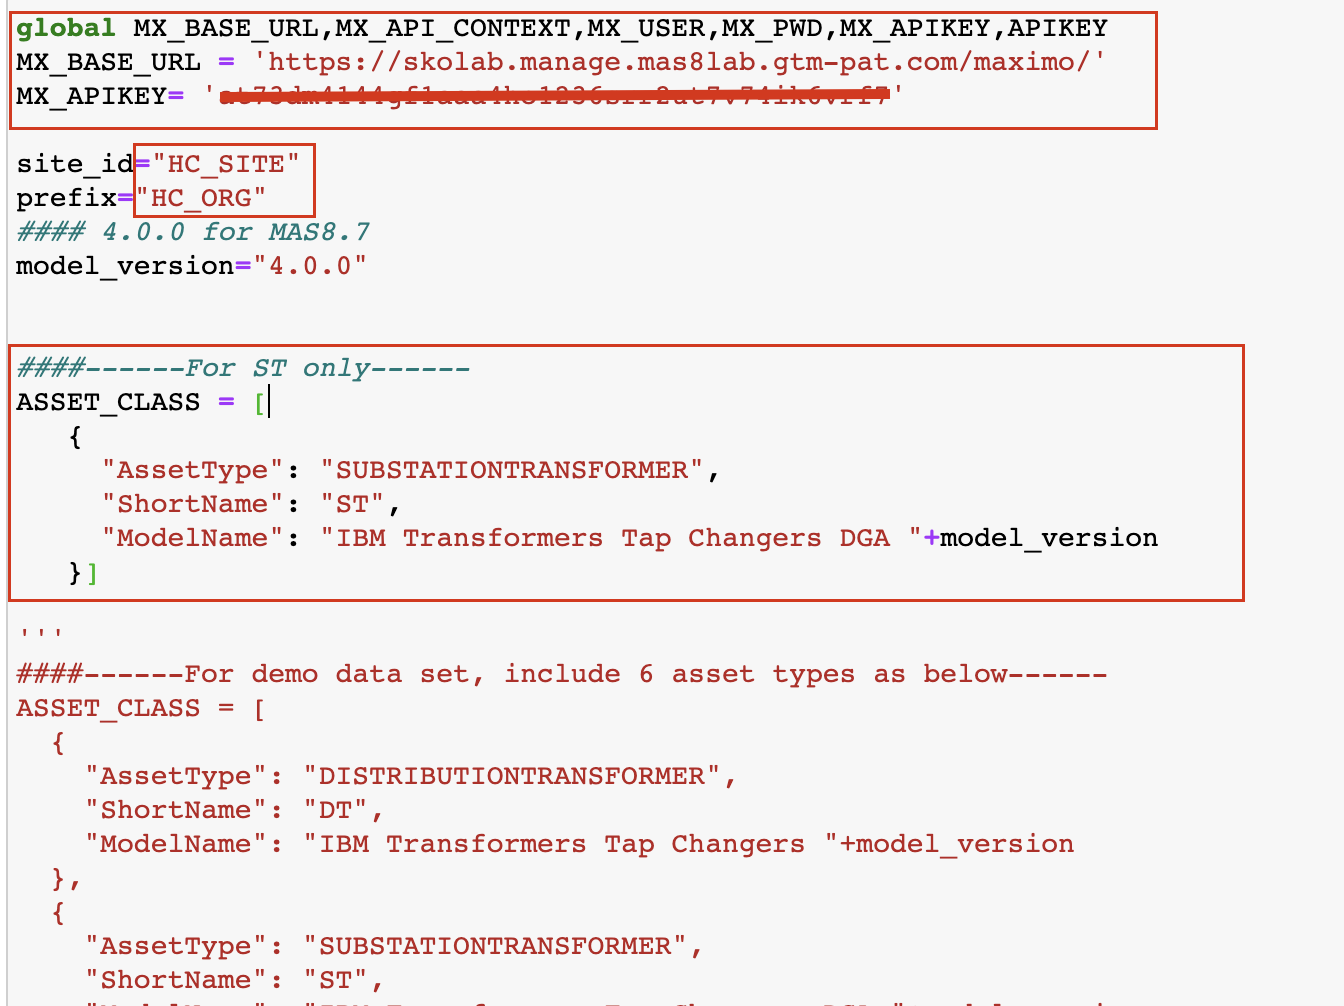 global MX_BASE_URL,MX_API_CONTEXT,MX_USER,MX_PWD,MX_APIKEY,APIKEY
MX_BASE_URL = 'https://skolab.manage.mas8lab.gtm-pat.com/maximo/'
MX_APIKEY= ' '
site_id="HC_SITE"
prefix="HC_ORG"
#### 4.0.0 for MAS8.7
model_version="4.0.0"
####------For ST only------
ASSET_CLASS = [
{
"AssetType": "SUBSTATIONTRANSFORMER",
"ShortName": "ST",
"ModelName": "IBM Transformers Tap Changers DGA "+model_version
}]
'''
####------For demo data set, include 6 asset types as below------
ASSET_CLASS = [
{
"AssetType": "DISTRIBUTIONTRANSFORMER",
"ShortName": "DT",
"ModelName": "IBM Transformers Tap Changers "+model_version
},
{
"AssetType": "SUBSTATIONTRANSFORMER",
"ShortName": "ST",